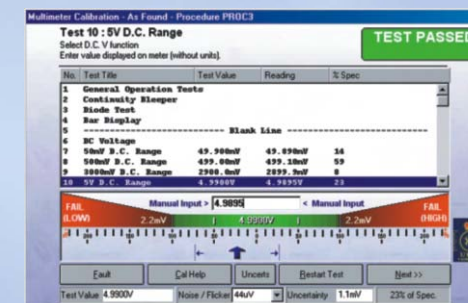 Multimeter Calibration - As Found - Procedure PROC3
Test 10 : 5V D.C. Range
Select D.C. V function
Enter value displayed on meter [without units].
TEST PASSED
No. Test Title Test Value Reading % Spec
1 General Operation Tests
2 Continuity Bleeper
3 Diode Test
4 Bar Display
5 ---------------- Blank Line ----------------
6 DC Voltage
7 50mV D.C. Range 49.900mV 49.890mV 14
8 500mV D.C. Range 499.00mV 499.10mV 59
9 3000mV D.C. Range 2900.0mV 2899.9mV 8
10 5V D.C. Range 4.9900V 4.9895V 23
FAIL (LOW)
Manual Input > 4.9895 < Manual Input
FAIL (HIGH)
2.2mV 4.9900V 2.2mV
Fault Cal Help Uncerts Restart Test Next >>
Test Value 4.9900V Noise / Flicker 44uV Uncertainty 1.1mV 23% of Spec.